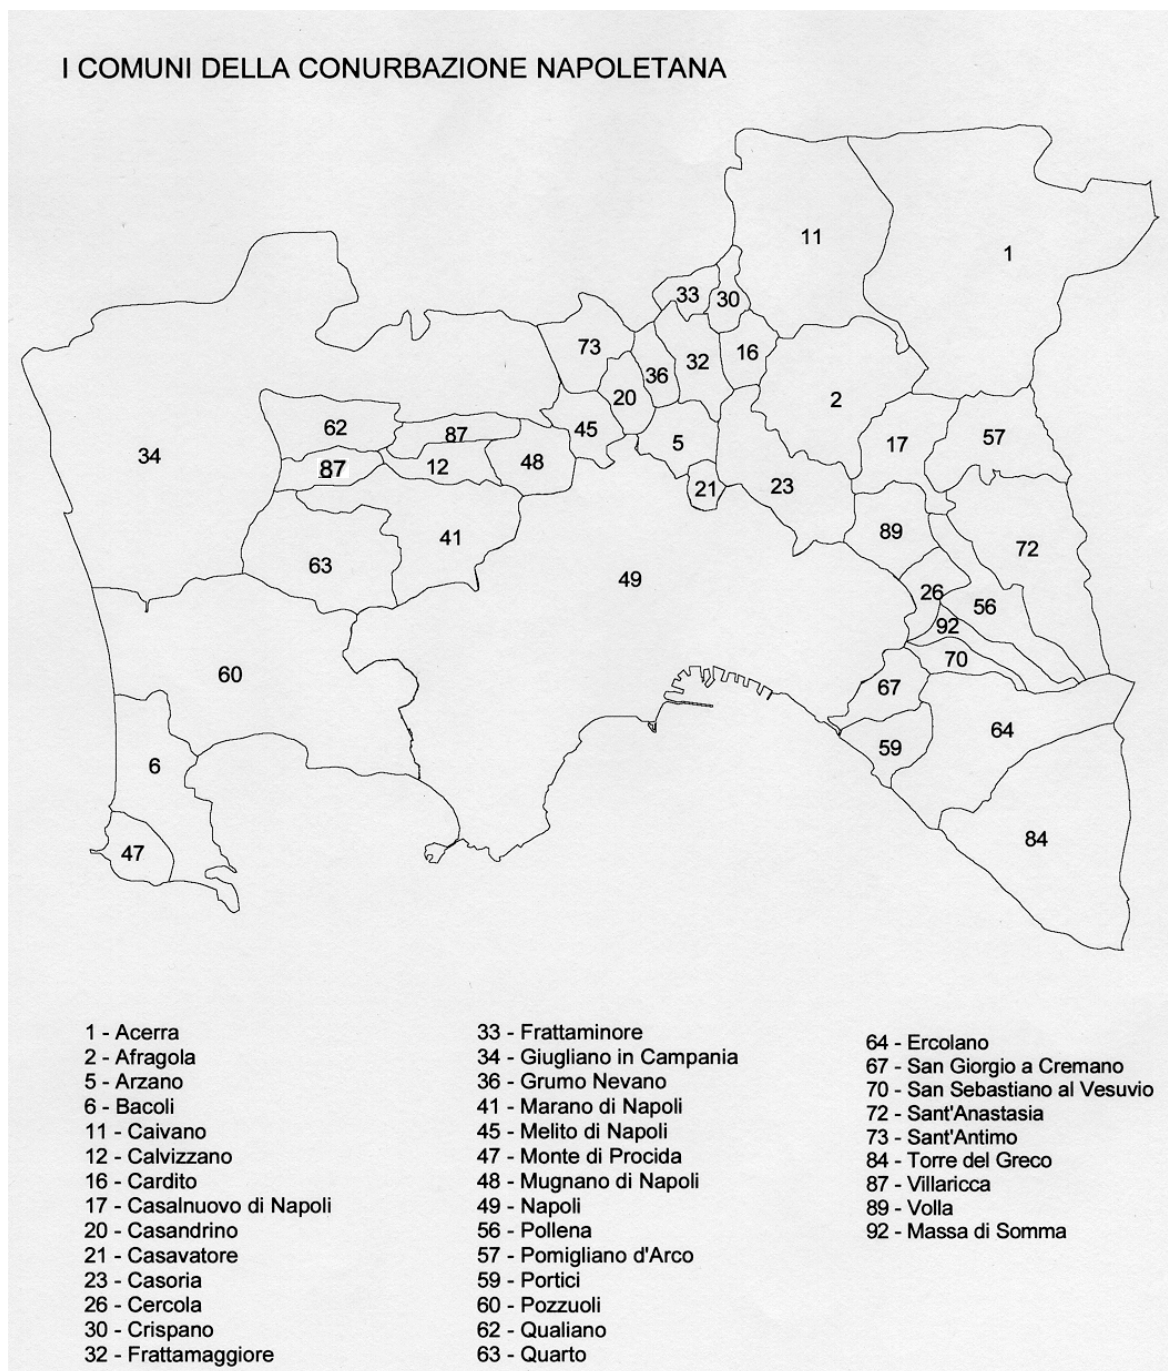 I COMUNI DELLA CONURBAZIONE NAPOLETANA
11
1
33
30
73
32
16
36
20
2
62
87
45
5
17
57
34
87
12
48
21
23
41
89
72
63
49
26
56
92
60
70
67
64
6
59
47
84
1 - Acerra
2 - Afragola
5 - Arzano
6 - Bacoli
11 - Caivano
12 - Calvizzano
16 - Cardito
17 - Casalnuovo di Napoli
20 - Casandrino
21 - Casavatore
23 - Casoria
26 - Cercola
30 - Crispano
32 - Frattamaggiore
33 - Frattaminore
34 - Giugliano in Campania
36 - Grumo Nevano
41 - Marano di Napoli
45 - Melito di Napoli
47 - Monte di Procida
48 - Mugnano di Napoli
49 - Napoli
56 - Pollena
57 - Pomigliano d'Arco
59 - Portici
60 - Pozzuoli
62 - Qualiano
63 - Quarto
64 - Ercolano
67 - San Giorgio a Cremano
70 - San Sebastiano al Vesuvio
72 - Sant'Anastasia
73 - Sant'Antimo
84 - Torre del Greco
87 - Villaricca
89 - Volla
92 - Massa di Somma